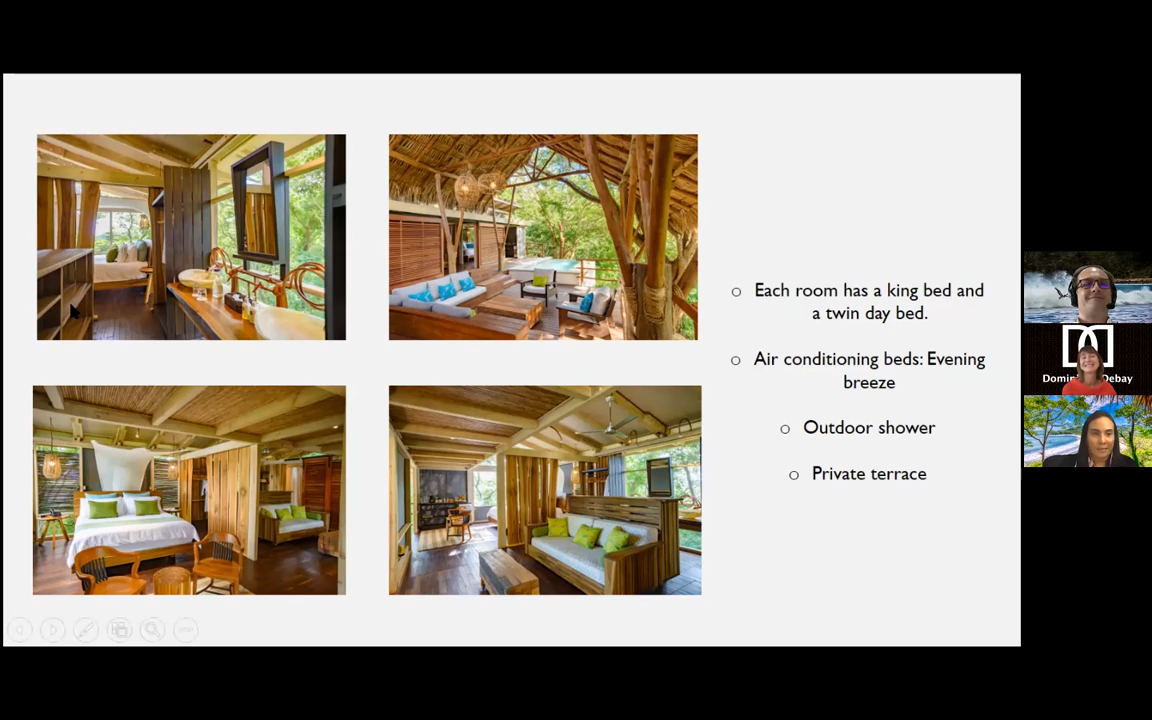 Each room has a king bed and
a twin day bed.
Air conditioning beds: Evening
breeze
Outdoor shower
Private terrace
Debay